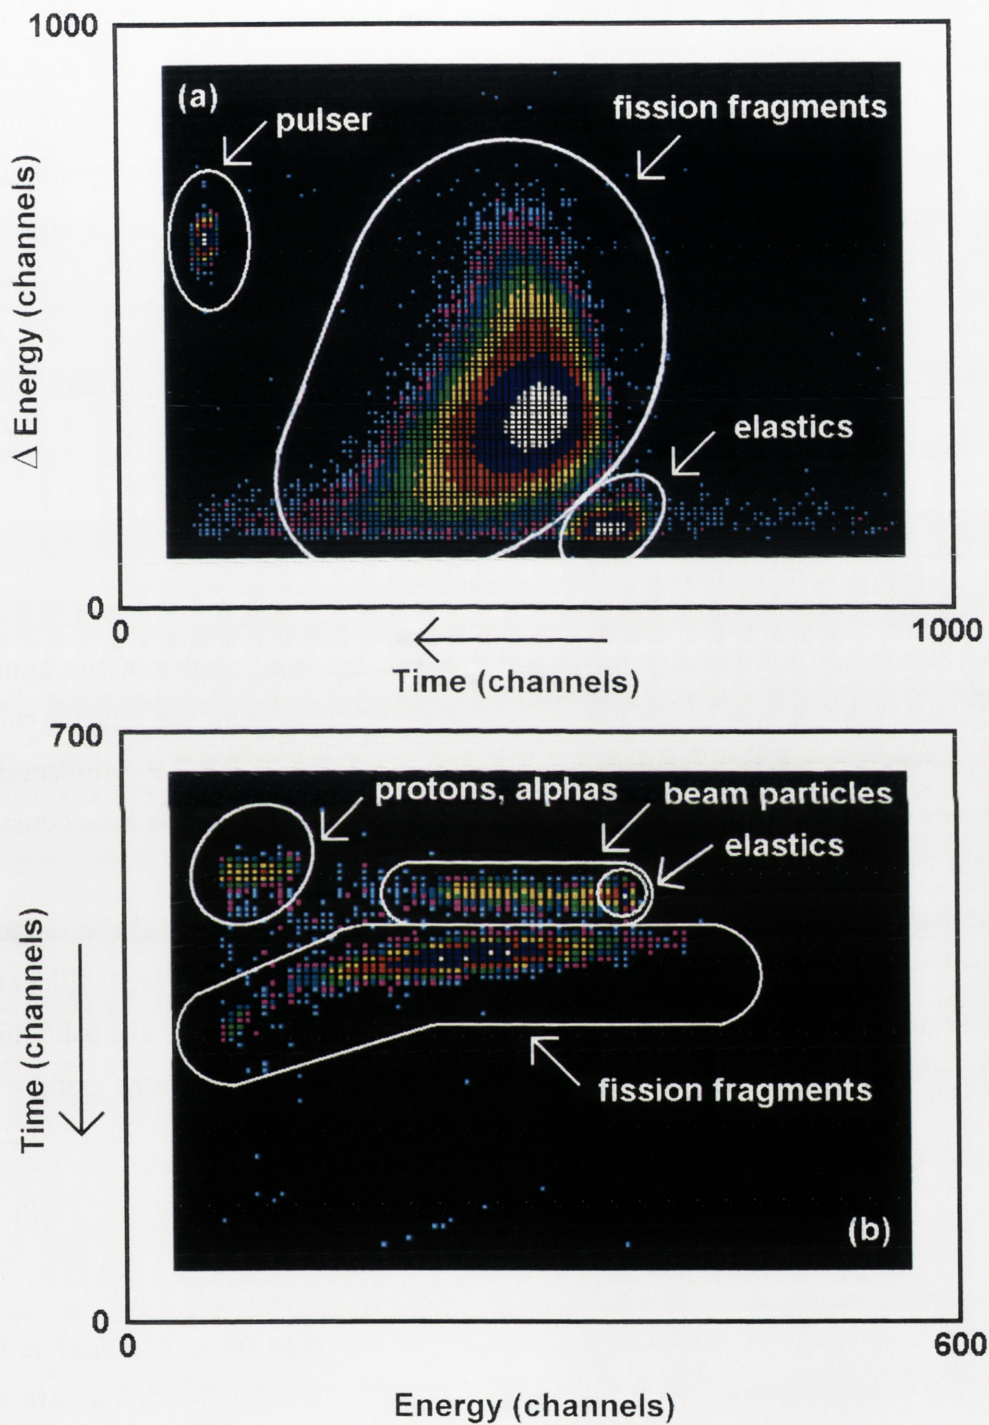 1000
(a)
pulser
fission fragments
elastics
Δ Energy (channels)
0
0
1000
Time (channels)
700
protons, alphas
beam particles
elastics
fission fragments
(b)
Time (channels)
0
0
600
Energy (channels)